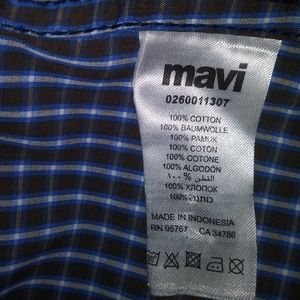 mavi
0260011307
100% COTTON
100% BAUMWOLLE
100% PAMUK
100% COTON
100% COTONE
100% ALGODÓN
100% ХЛОПОК
MADE IN INDONESIA
RN 95767 CA 34786